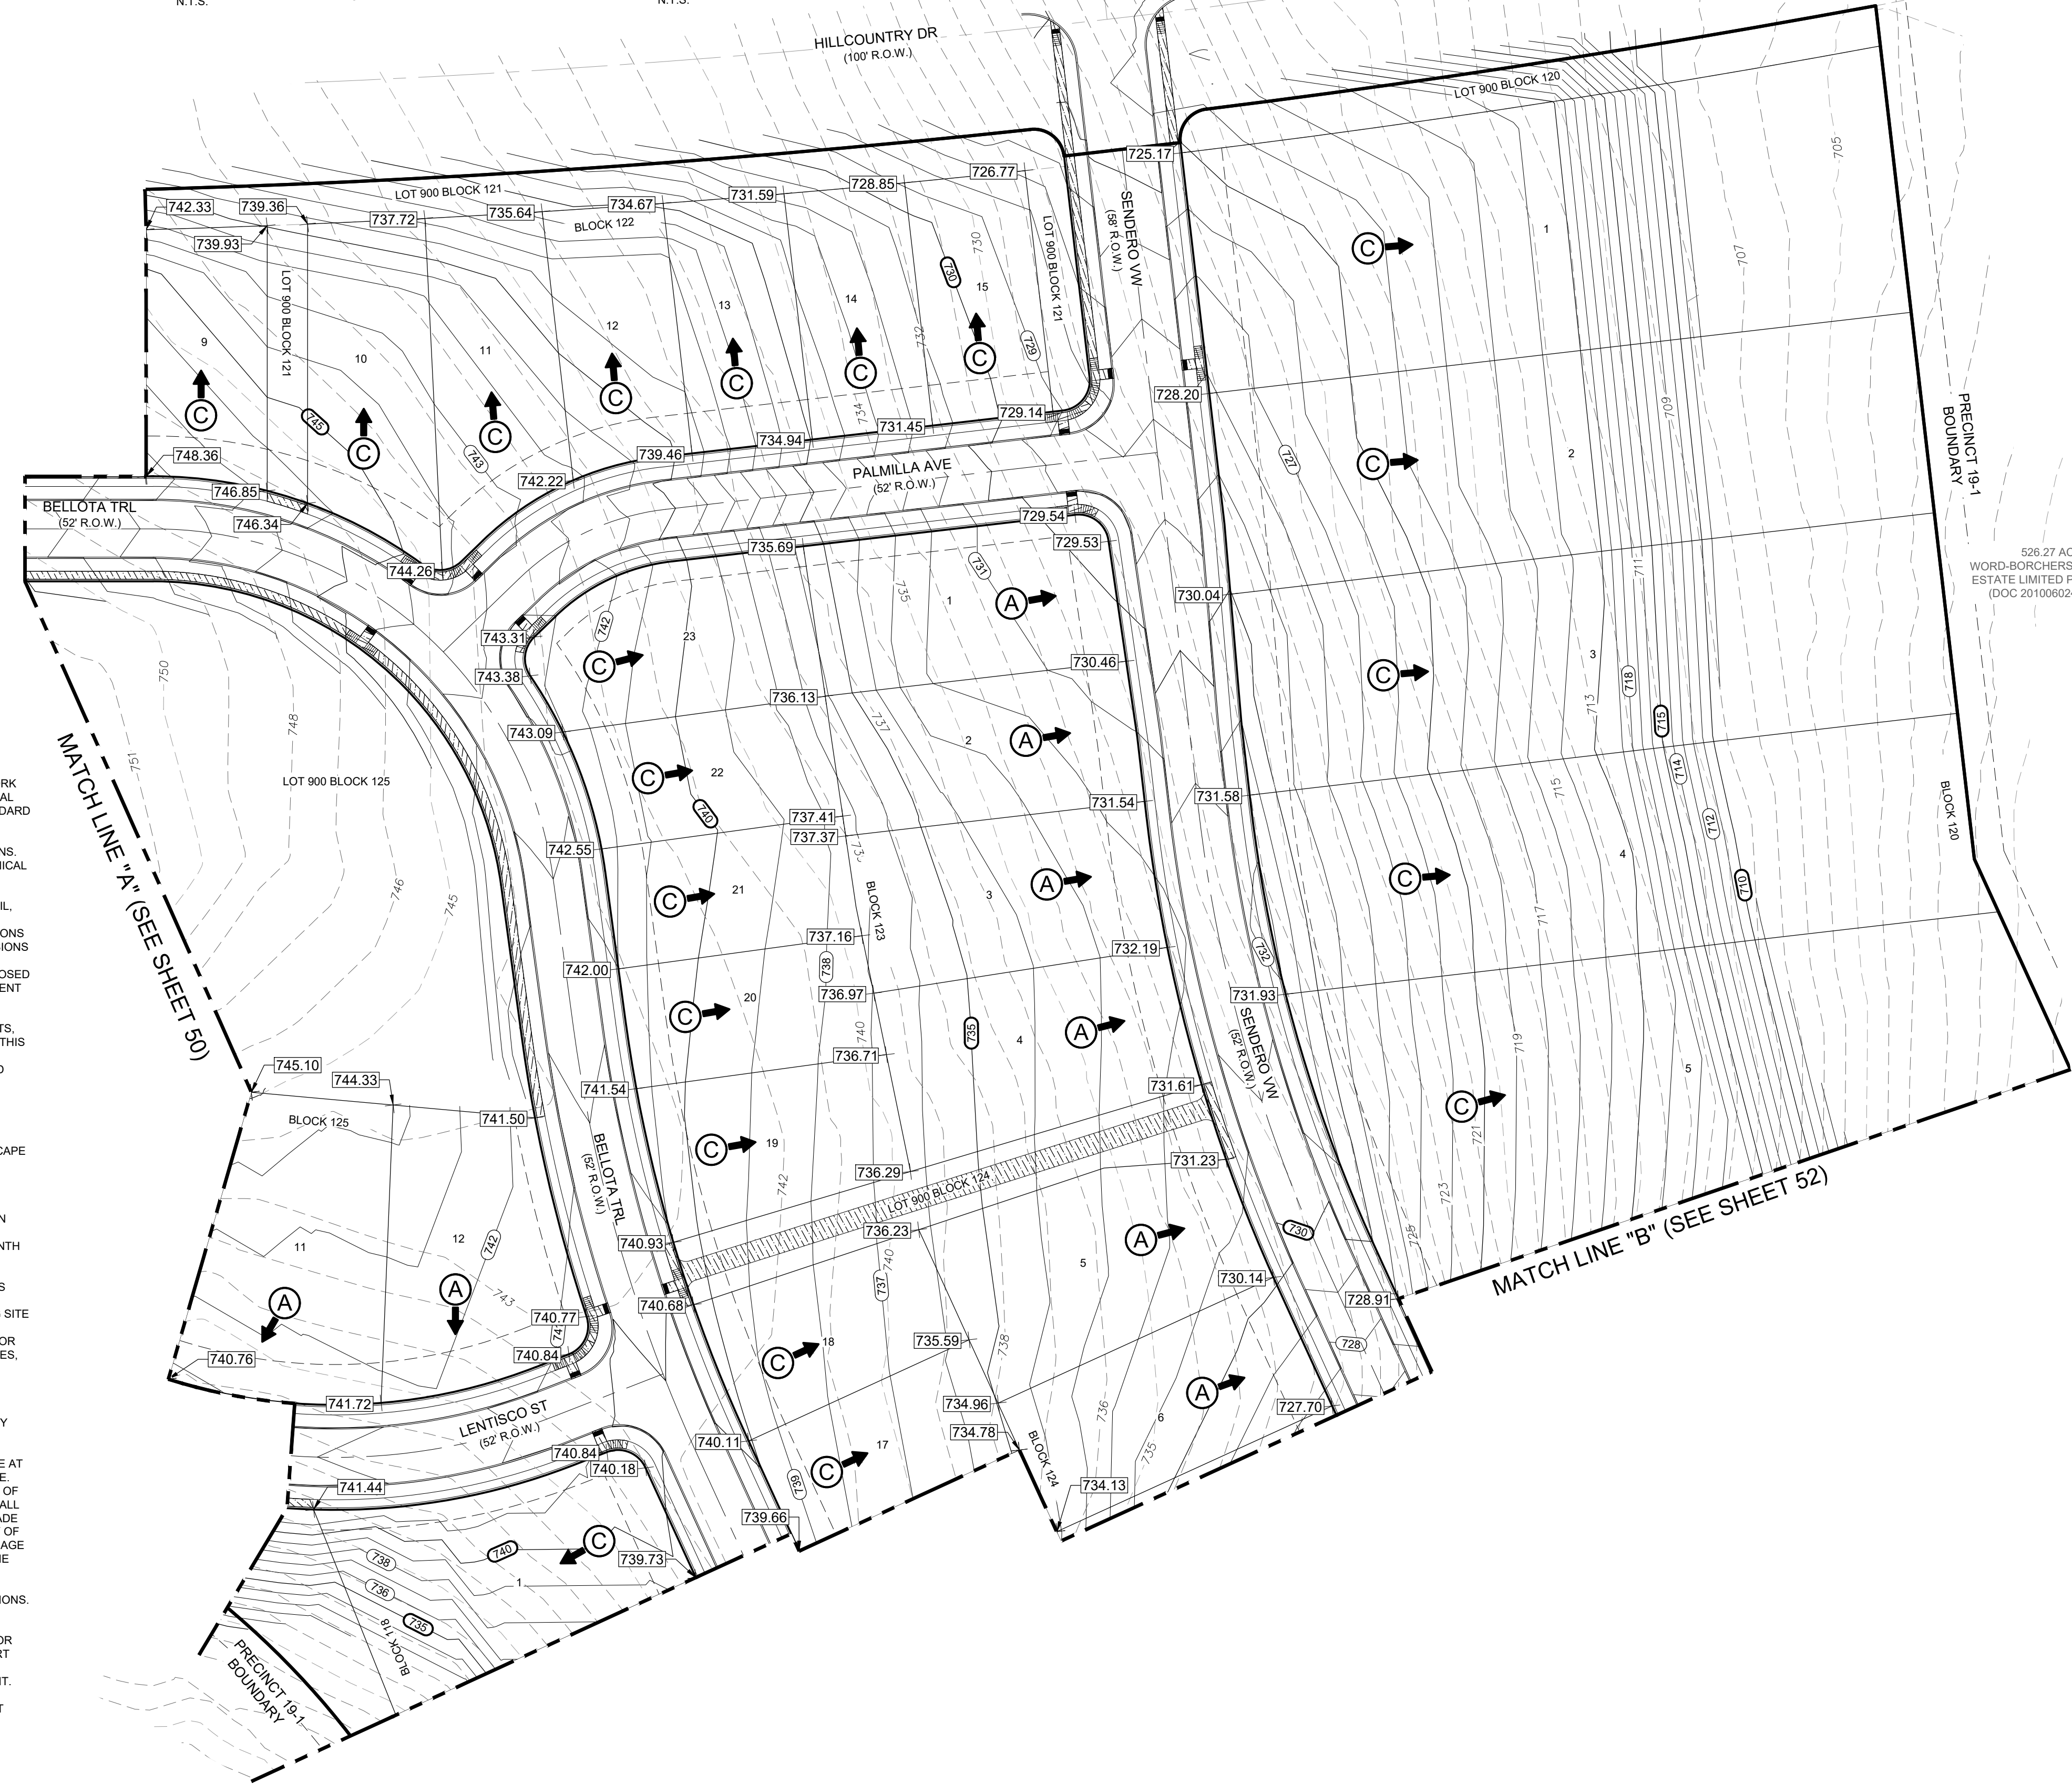 N.T.S.
N.T.S.
HILLCOUNTRY DR
(100' R.O.W.)
LOT 900 BLOCK 120
725.17
705
707
726.77
728.85
731.59
734.67
735.64
737.72
739.36
742.33
739.93
LOT 900 BLOCK 121
BLOCK 122
LOT 900 BLOCK 121
LOT 900 BLOCK 121
SENDERO VW
(58' R.O.W.)
730
730
732
729
734
745
743
9
10
11
12
13
14
15
C
C
C
C
C
C
C
748.36
746.85
746.34
744.26
742.22
739.46
734.94
731.45
729.14
BELLOTA TRL
(52' R.O.W.)
PALMILLA AVE
(52' R.O.W.)
728.20
729.54
729.53
735.69
730.04
743.31
743.38
742
731
735
23
1
C
A
1
2
3
4
5
C
C
C
C
C
727
709
711
713
715
717
719
721
723
725
718
715
714
712
710
PRECINCT 19-1
BOUNDARY
526.27 AC
WORD-BORCHERS
ESTATE LIMITED
BLOCK 120
750
748
751
746
745
LOT 900 BLOCK 125
MATCH LINE "A" (SEE SHEET 50)
743.09
736.13
730.46
737
22
2
C
A
740
742.55
737.41
737.37
731.54
731.58
21
3
C
A
BLOCK 123
742.00
737.16
738
736.97
732.19
732
731.93
20
4
C
A
740
735
SENDERO VW
(52' R.O.W.)
741.54
736.71
731.61
19
C
742
BELLOTA TRL
(52' R.O.W.)
736.29
LOT 900 BLOCK 124
731.23
740.93
736.23
740.68
737
740
5
A
730
730.14
728.91
728
MATCH LINE "B" (SEE SHEET 52)
745.10
744.33
741.50
BLOCK 125
11
12
742
743
A
A
740.77
740.84
740.76
741.72
LENTISCO ST
(52' R.O.W.)
18
C
735.59
738
734.96
734.78
736
6
A
727.70
735
734.13
BLOCK 124
740.11
17
C
739
739.66
740.84
740.18
741.44
C
739.73
740
738
736
735
1
BLOCK 118
PRECINCT 19-1
BOUNDARY